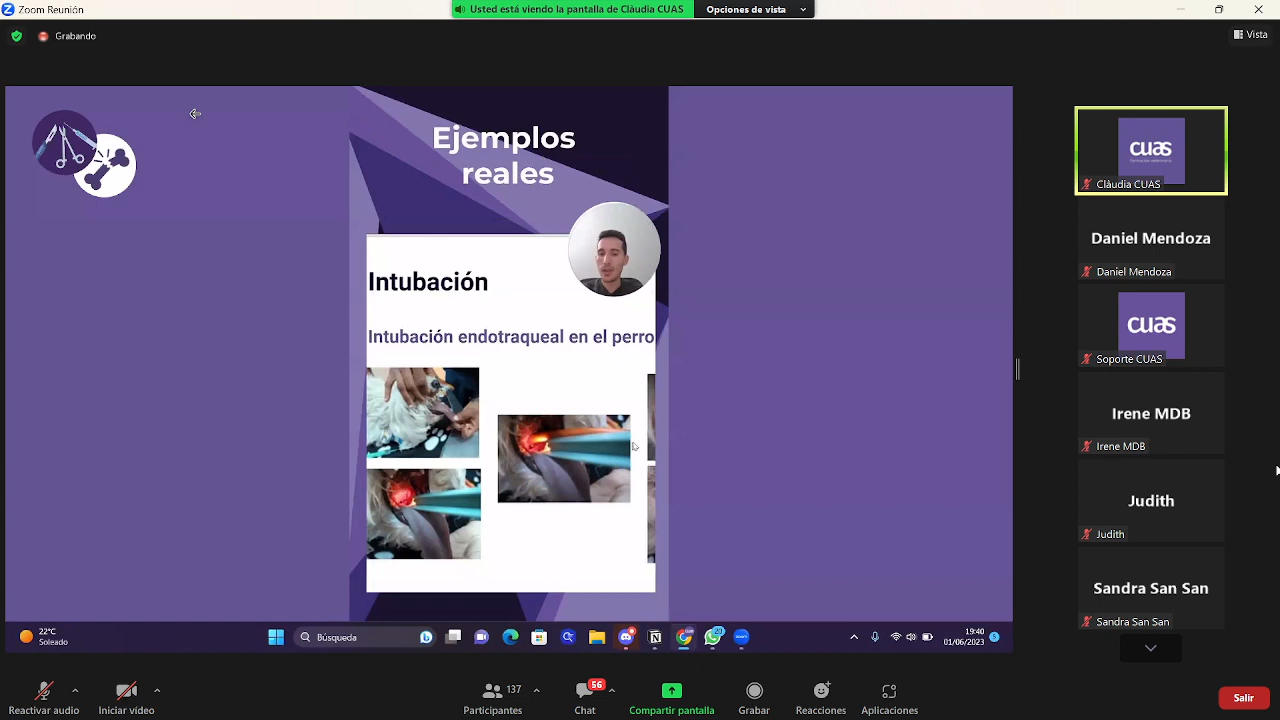 Zoom Reunión
Usted está viendo la pantalla de Clàudia CUAS
Opciones de vista
Grabando
Vista
Ejemplos
reales
Intubación
Intubación endotraqueal en el perro
cuas
Clàudia CUAS
Daniel Mendoza
Daniel Mendoza
cuas
Soporte CUAS
Irene MDB
Irene MDB
Judith
Judith
Sandra San San
Sandra San San
22°C
Soleado
Búsqueda
19:40
01/06/2023
Reactivar audio
Iniciar vídeo
137
Participantes
56
Chat
Compartir pantalla
Grabar
Reacciones
Aplicaciones
Salir